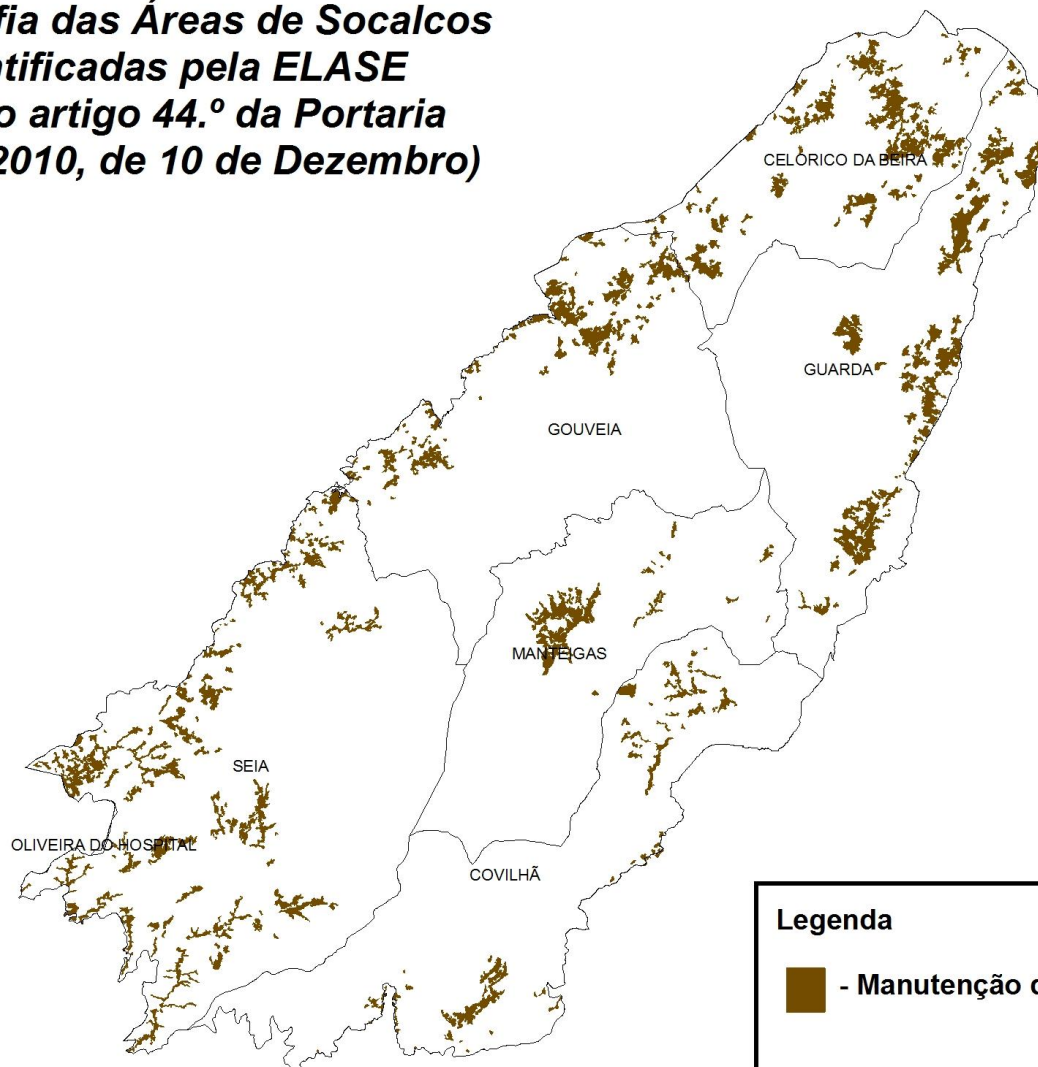 fia das Áreas de Socalcos
ntificadas pela ELASE
o artigo 44.º da Portaria
2010, de 10 de Dezembro)
CELORICO DA BEIRA
GUARDA
GOUVEIA
MANTEIGAS
SEIA
OLIVEIRA DO HOSPITAL
COVILHÃ
Legenda
- Manutenção d